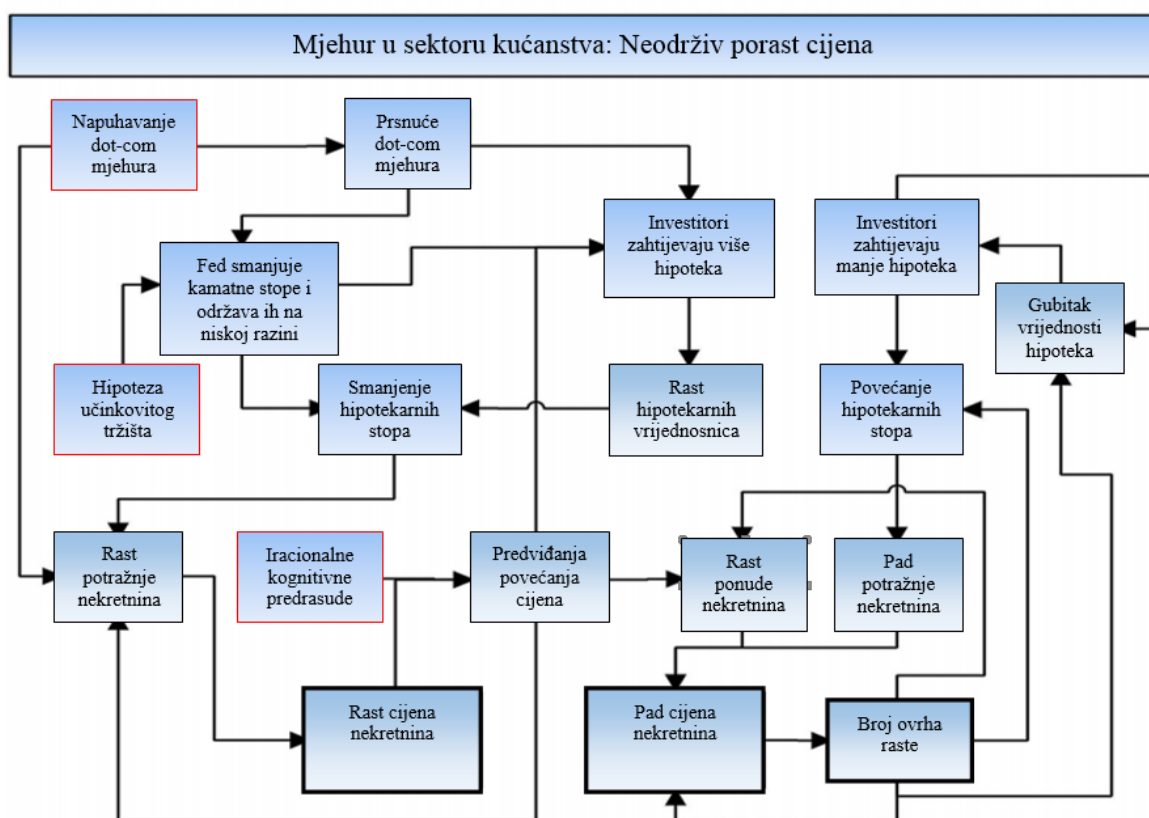 Mjehur u sektoru kućanstva: Neodrživ porast cijena
Napuhavanje
dot-com
mjehura
Prsnuće
dot-com
mjehura
Investitori
zahtijevaju više
hipoteka
Investitori
zahtijevaju
manje hipoteka
Fed smanjuje
kamatne stope i
održava ih na
niskoj razini
Gubitak
vrijednosti
hipoteka
Hipoteza
učinkovitog
tržišta
Smanjenje
hipotekarnih
stopa
Rast
hipotekarnih
vrijednosnica
Povećanje
hipotekarnih
stopa
Rast
potražnje
nekretnina
Iracionalne
kognitivne
predrasude
Predviđanja
povećanja
cijena
Rast
ponude
nekretnina
Pad
potražnje
nekretnina
Rast cijena
nekretnina
Pad cijena
nekretnina
Broj ovrha
raste